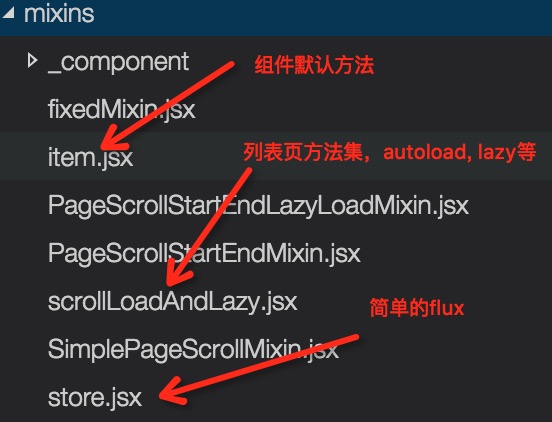 mixins
_component
组件默认方法
fixedMixin.jsx
item.jsx
列表页方法集，autoload, lazy等
PageScrollStartEndLazyLoadMixin.jsx
PageScrollStartEndMixin.jsx
scrollLoadAndLazy.jsx
简单的flux
SimplePageScrollMixin.jsx
store.jsx